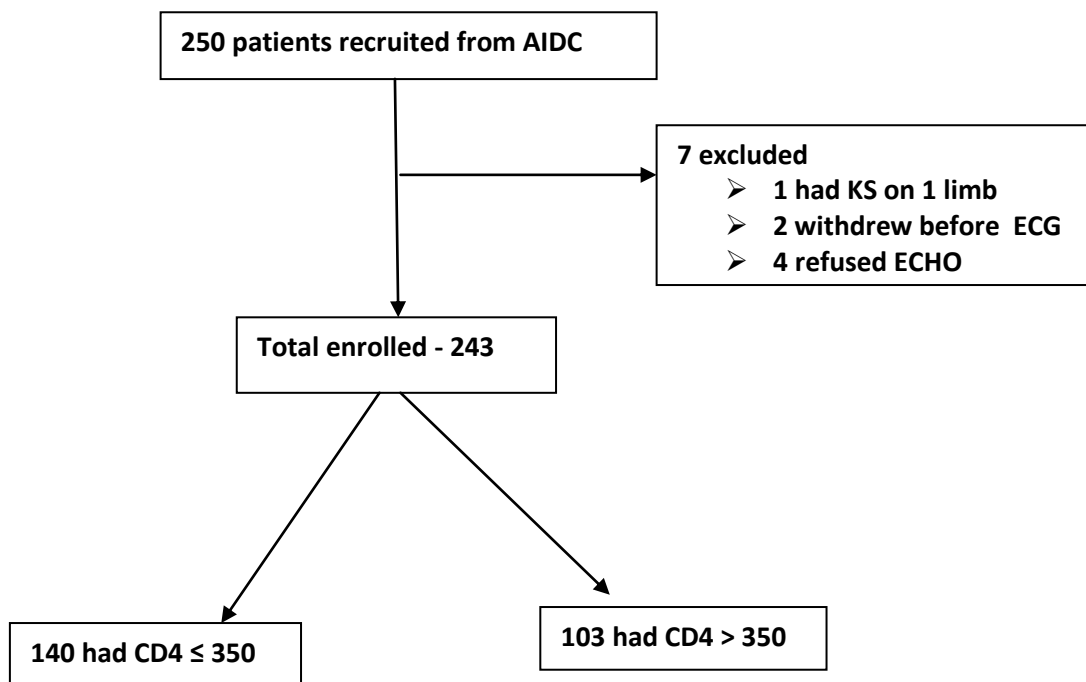 250 patients recruited from AIDC
7 excluded
➢ 1 had KS on 1 limb
➢ 2 withdrew before ECG
➢ 4 refused ECHO
Total enrolled - 243
140 had CD4 ≤ 350
103 had CD4 > 350